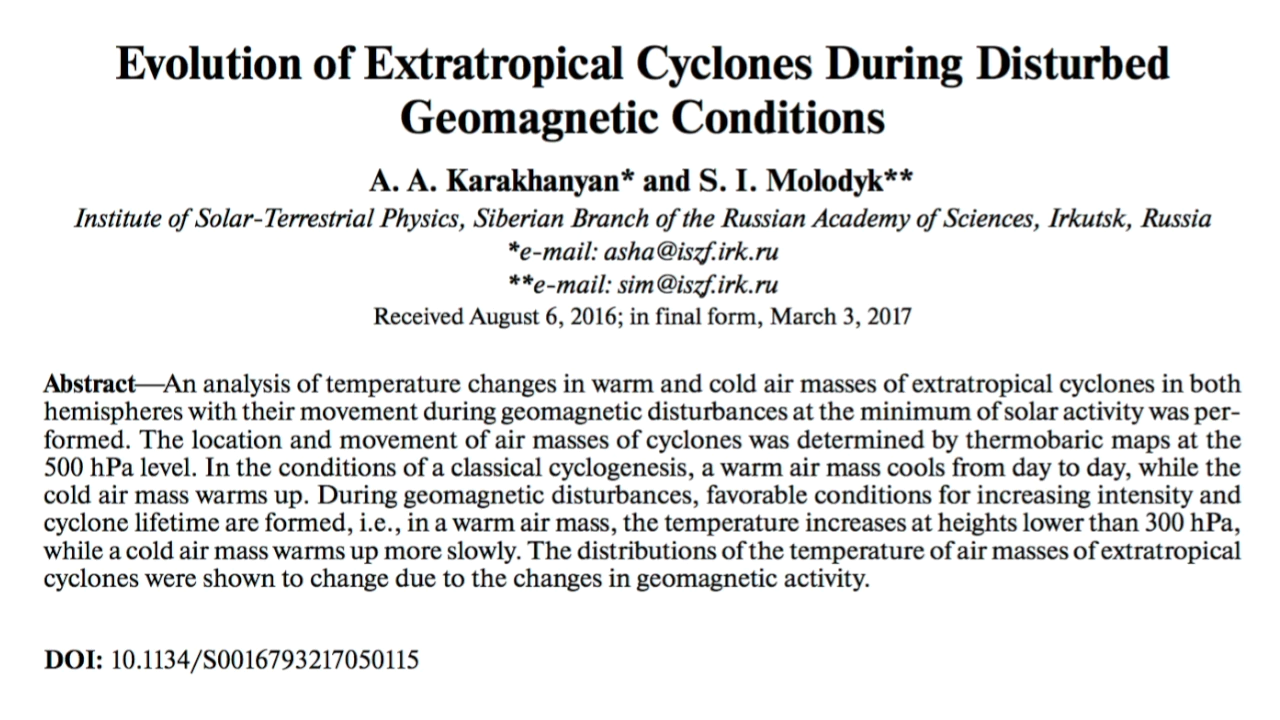 Evolution of Extratropical Cyclones During Disturbed
Geomagnetic Conditions
A. A. Karakhanyan* and S. I. Molodyk**
Institute of Solar-Terrestrial Physics, Siberian Branch of the Russian Academy of Sciences, Irkutsk, Russia
*e-mail: asha@iszf.irk.ru
**e-mail: sim@iszf.irk.ru
Received August 6, 2016; in final form, March 3, 2017
Abstract—An analysis of temperature changes in warm and cold air masses of extratropical cyclones in both
hemispheres with their movement during geomagnetic disturbances at the minimum of solar activity was per-
formed. The location and movement of air masses of cyclones was determined by thermobaric maps at the
500 hPa level. In the conditions of a classical cyclogenesis, a warm air mass cools from day to day, while the
cold air mass warms up. During geomagnetic disturbances, favorable conditions for increasing intensity and
cyclone lifetime are formed, i.e., in a warm air mass, the temperature increases at heights lower than 300 hPa,
while a cold air mass warms up more slowly. The distributions of the temperature of air masses of extratropical
cyclones were shown to change due to the changes in geomagnetic activity.
DOI: 10.1134/S0016793217050115